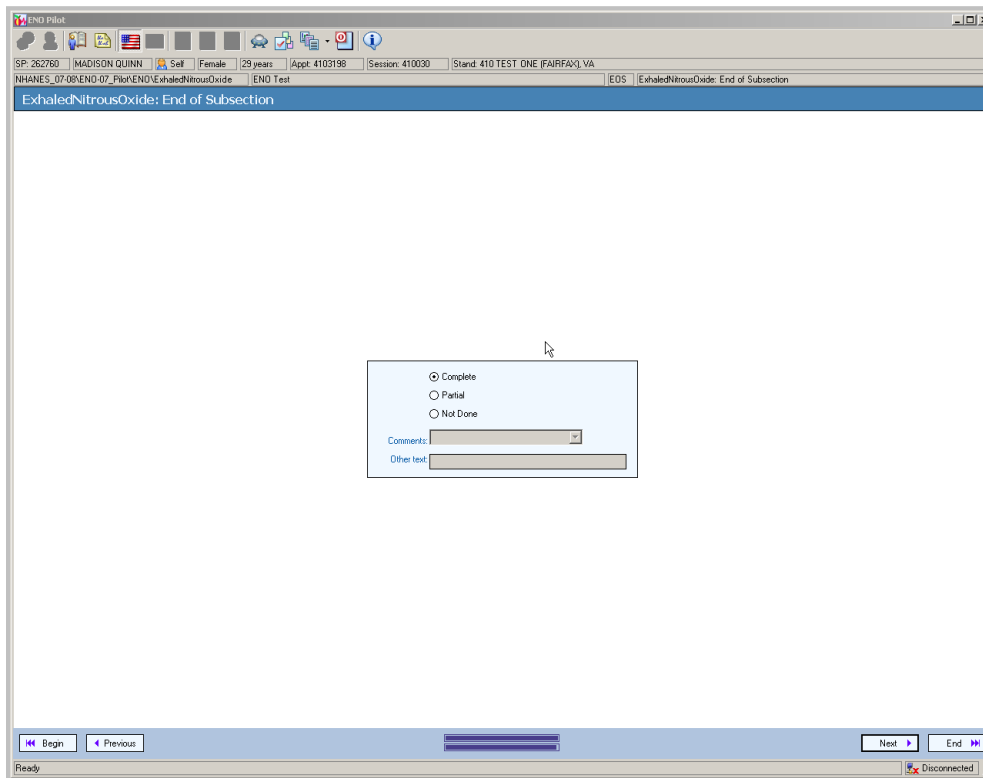 ENO Pilot
SP: 262760 MADISON QUINN Self Female 29 years Appt: 4103198 Session: 410030 Stand: 410 TEST ONE (FAIRFAX), VA
NHANES_07-08\ENO-07_Pilot\ENO\ExhaledNitrousOxide ENO Test EOS ExhaledNitrousOxide: End of Subsection
ExhaledNitrousOxide: End of Subsection
Complete
Partial
Not Done
Comments:
Other text:
Begin Previous Next End
Ready Disconnected